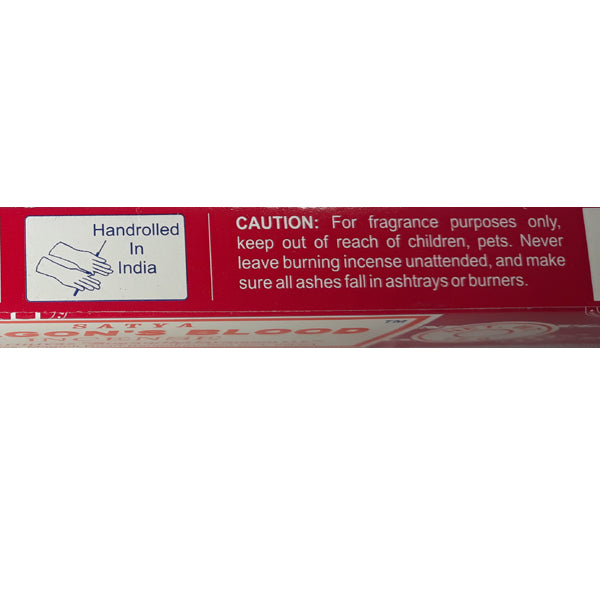 Handrolled
In
India
CAUTION: For fragrance purposes only,
keep out of reach of children, pets. Never
leave burning incense unattended, and make
sure all ashes fall in ashtrays or burners.
SATYA
GON'S BLOOD TM
INCENSE